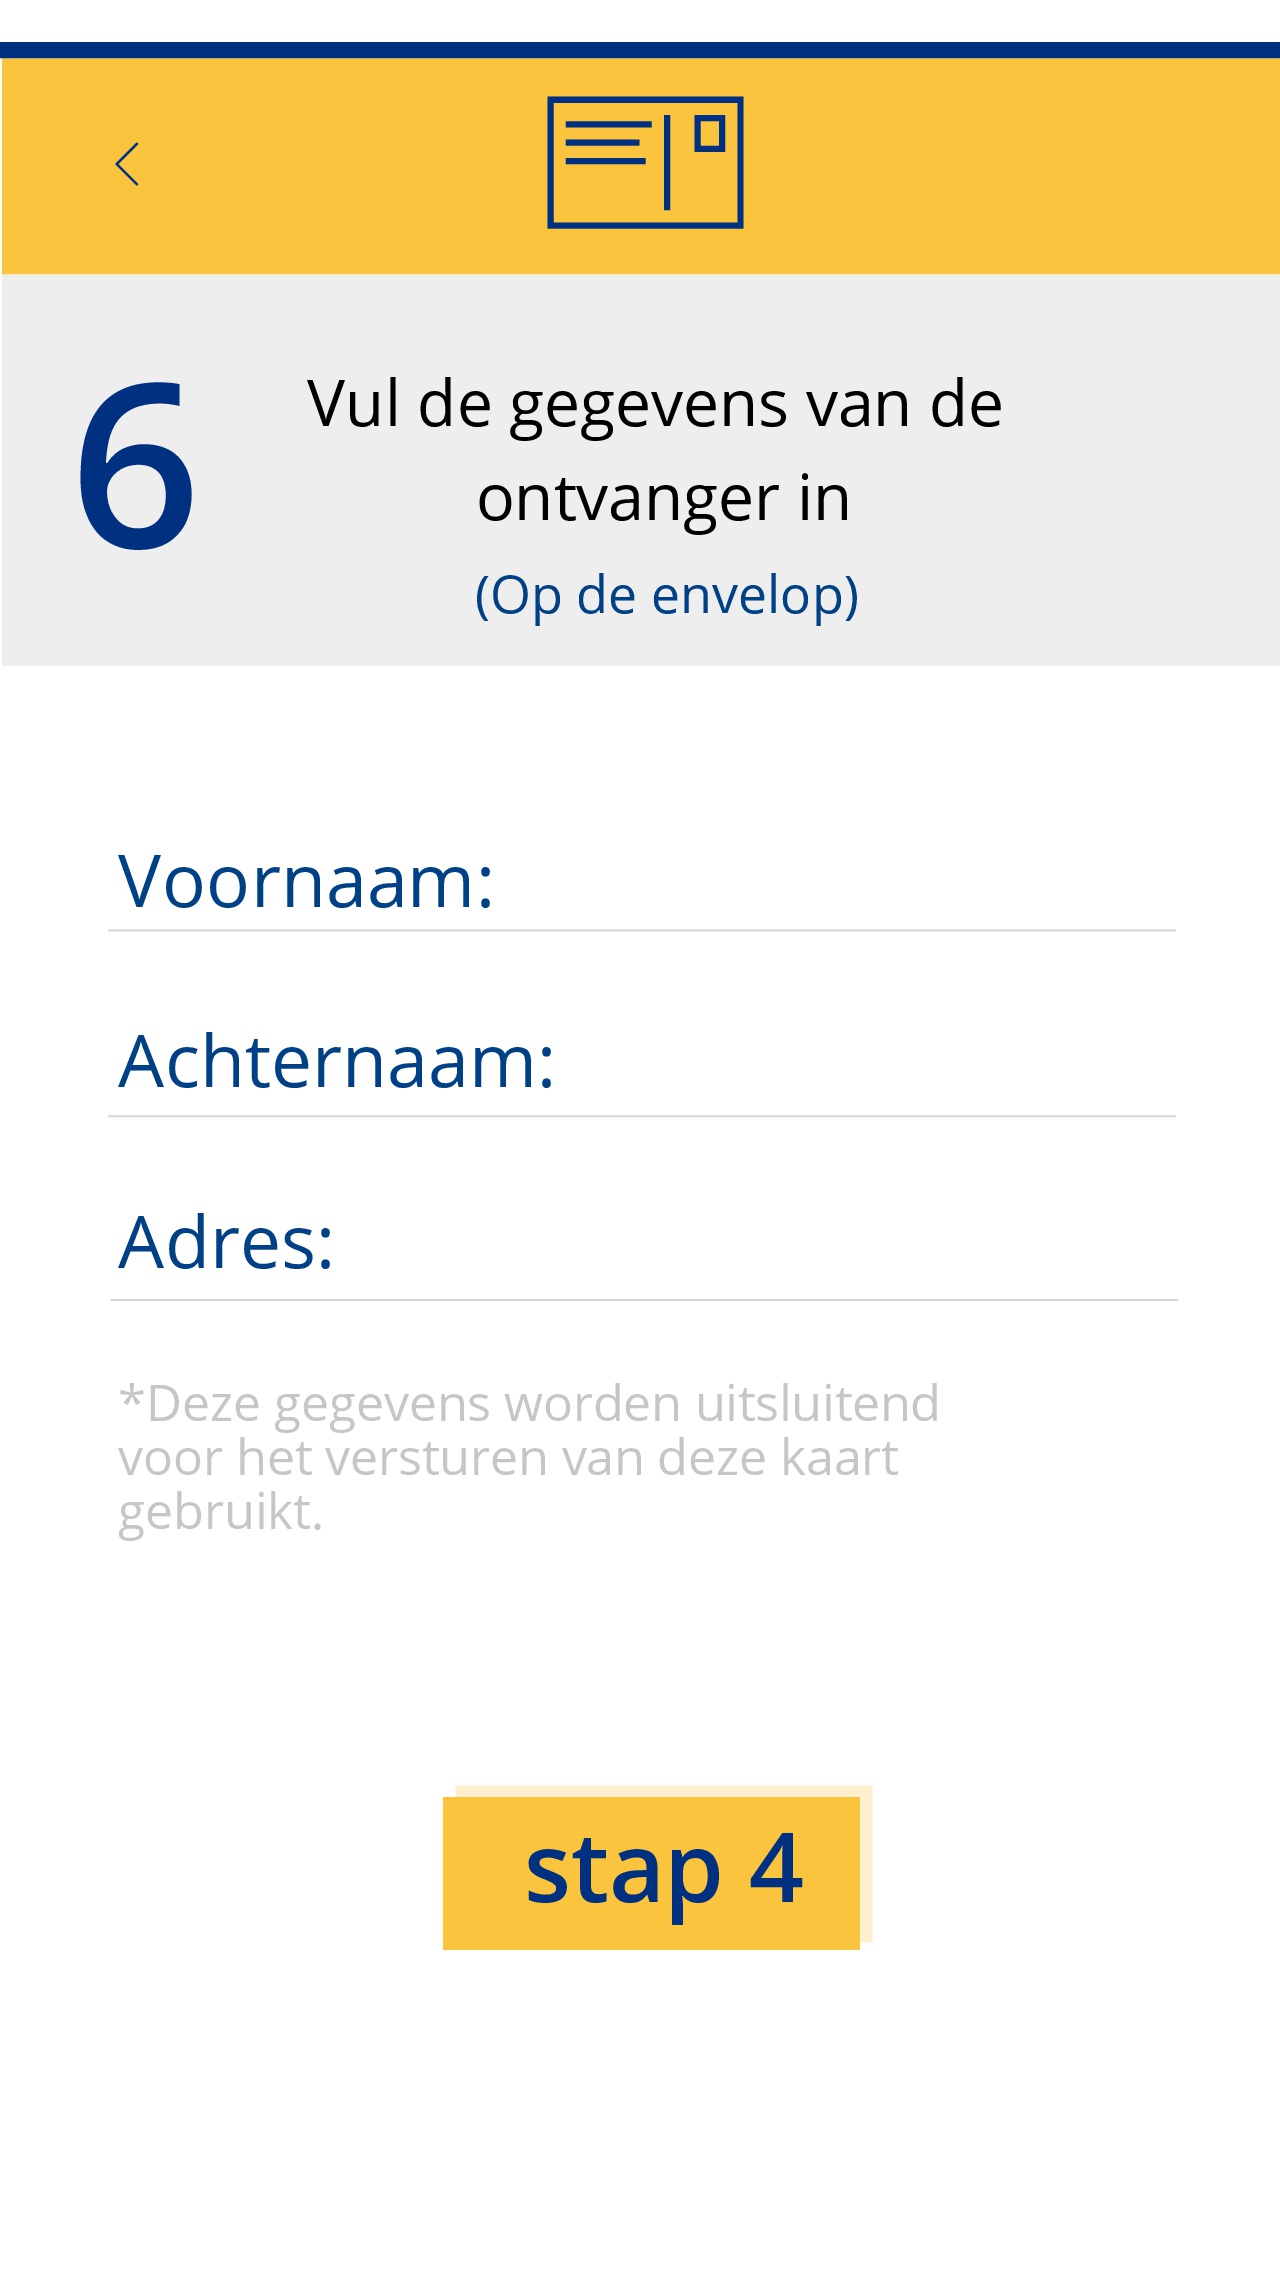 6
Vul de gegevens van de
ontvanger in
(Op de envelop)
Voornaam:
Achternaam:
Adres:
*Deze gegevens worden uitsluitend
voor het versturen van deze kaart
gebruikt.
stap 4